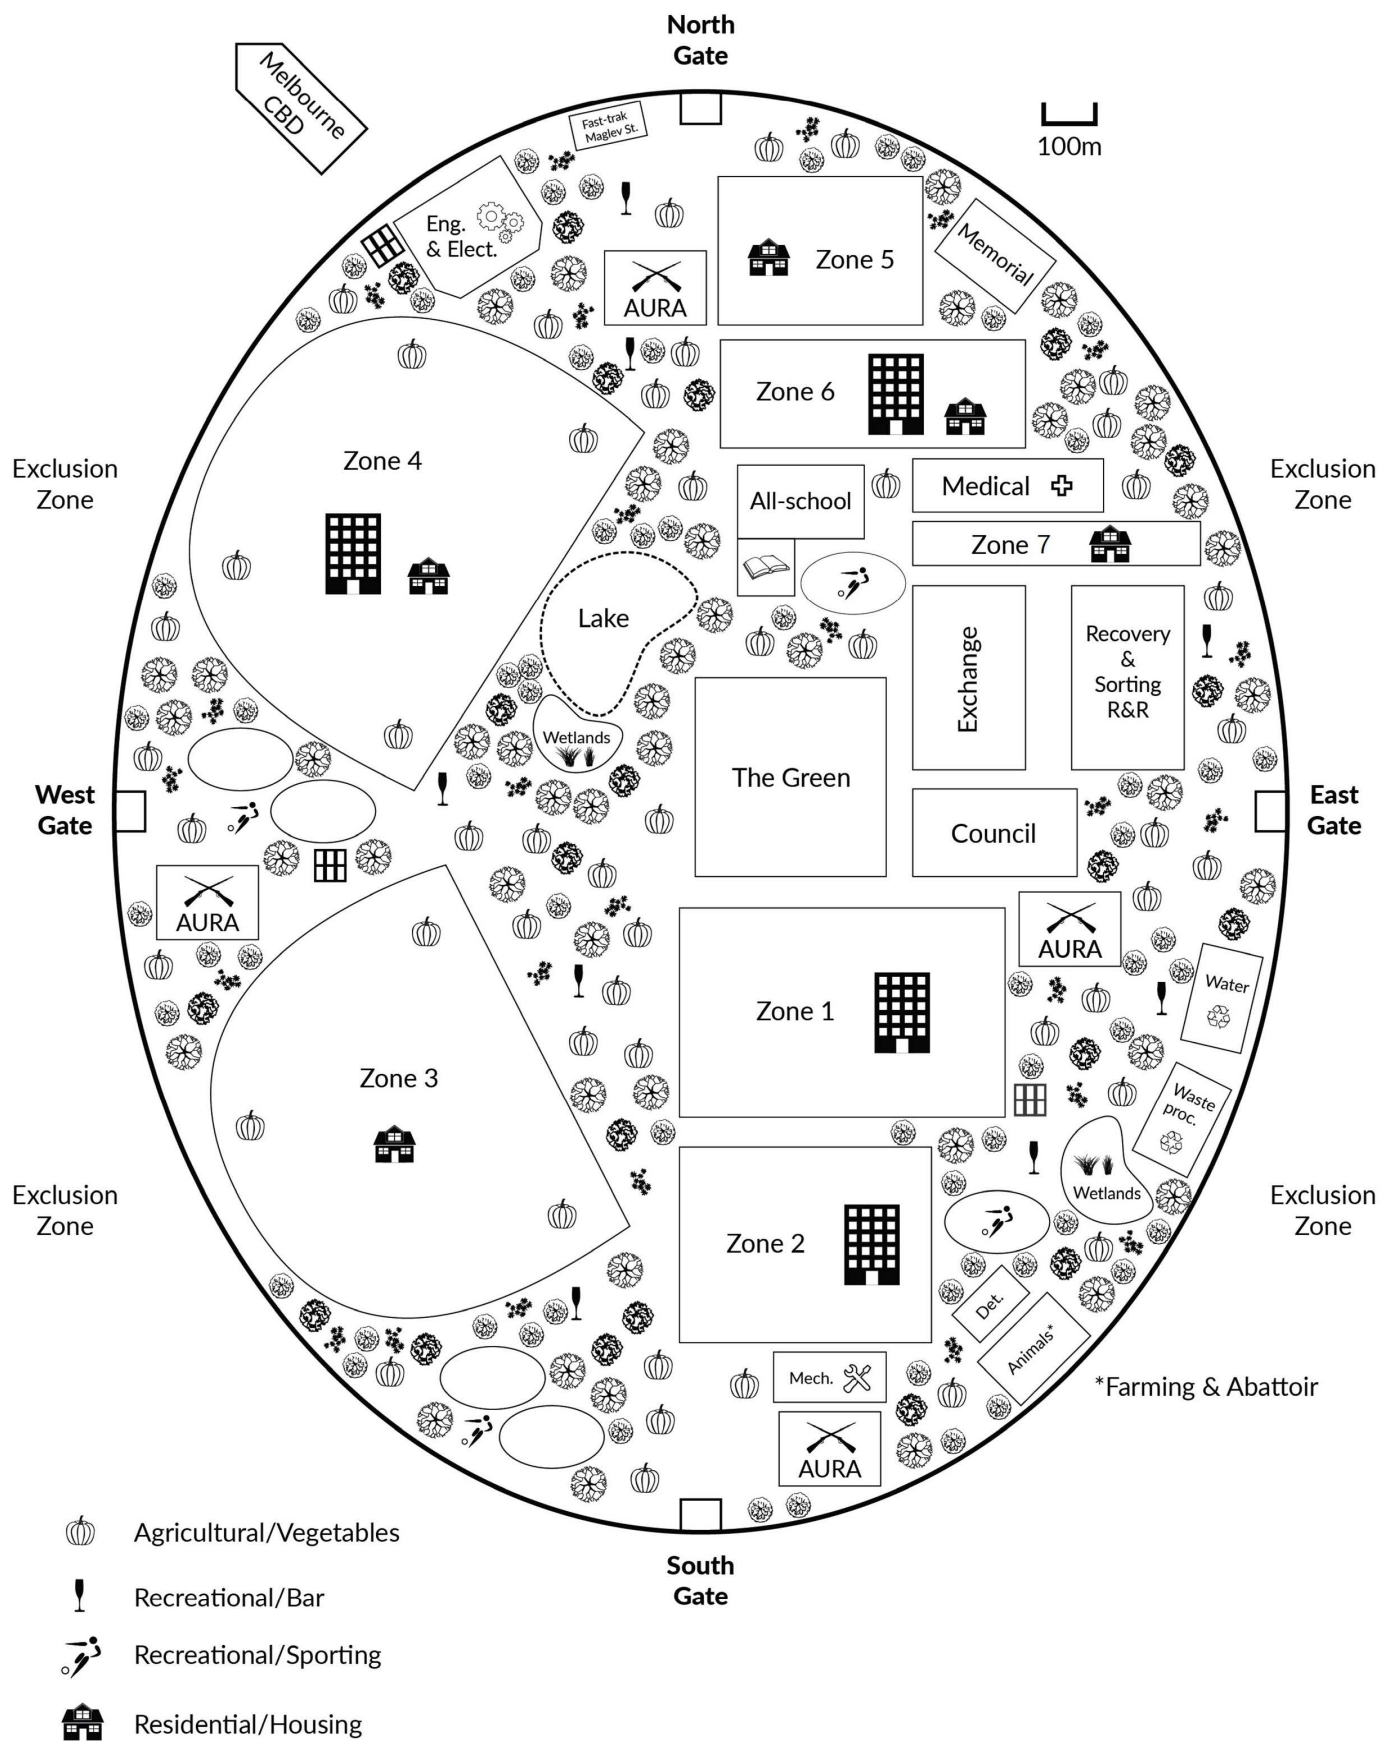 North
Gate
Melbourne
CBD
Fast-trak
Maglev St.
100m
Eng.
& Elect.
AURA
Zone 5
Memorial
Zone 6
Zone 4
Exclusion
Zone
Exclusion
Zone
All-school
Medical
Zone 7
Lake
Exchange
Recovery
&
Sorting
R&R
Wetlands
The Green
West
Gate
East
Gate
Council
AURA
AURA
Water
Zone 1
Zone 3
Waste
proc.
Exclusion
Zone
Wetlands
Exclusion
Zone
Zone 2
Det.
Animals*
Mech.
*Farming & Abattoir
AURA
South
Gate
Agricultural/Vegetables
Recreational/Bar
Recreational/Sporting
Residential/Housing